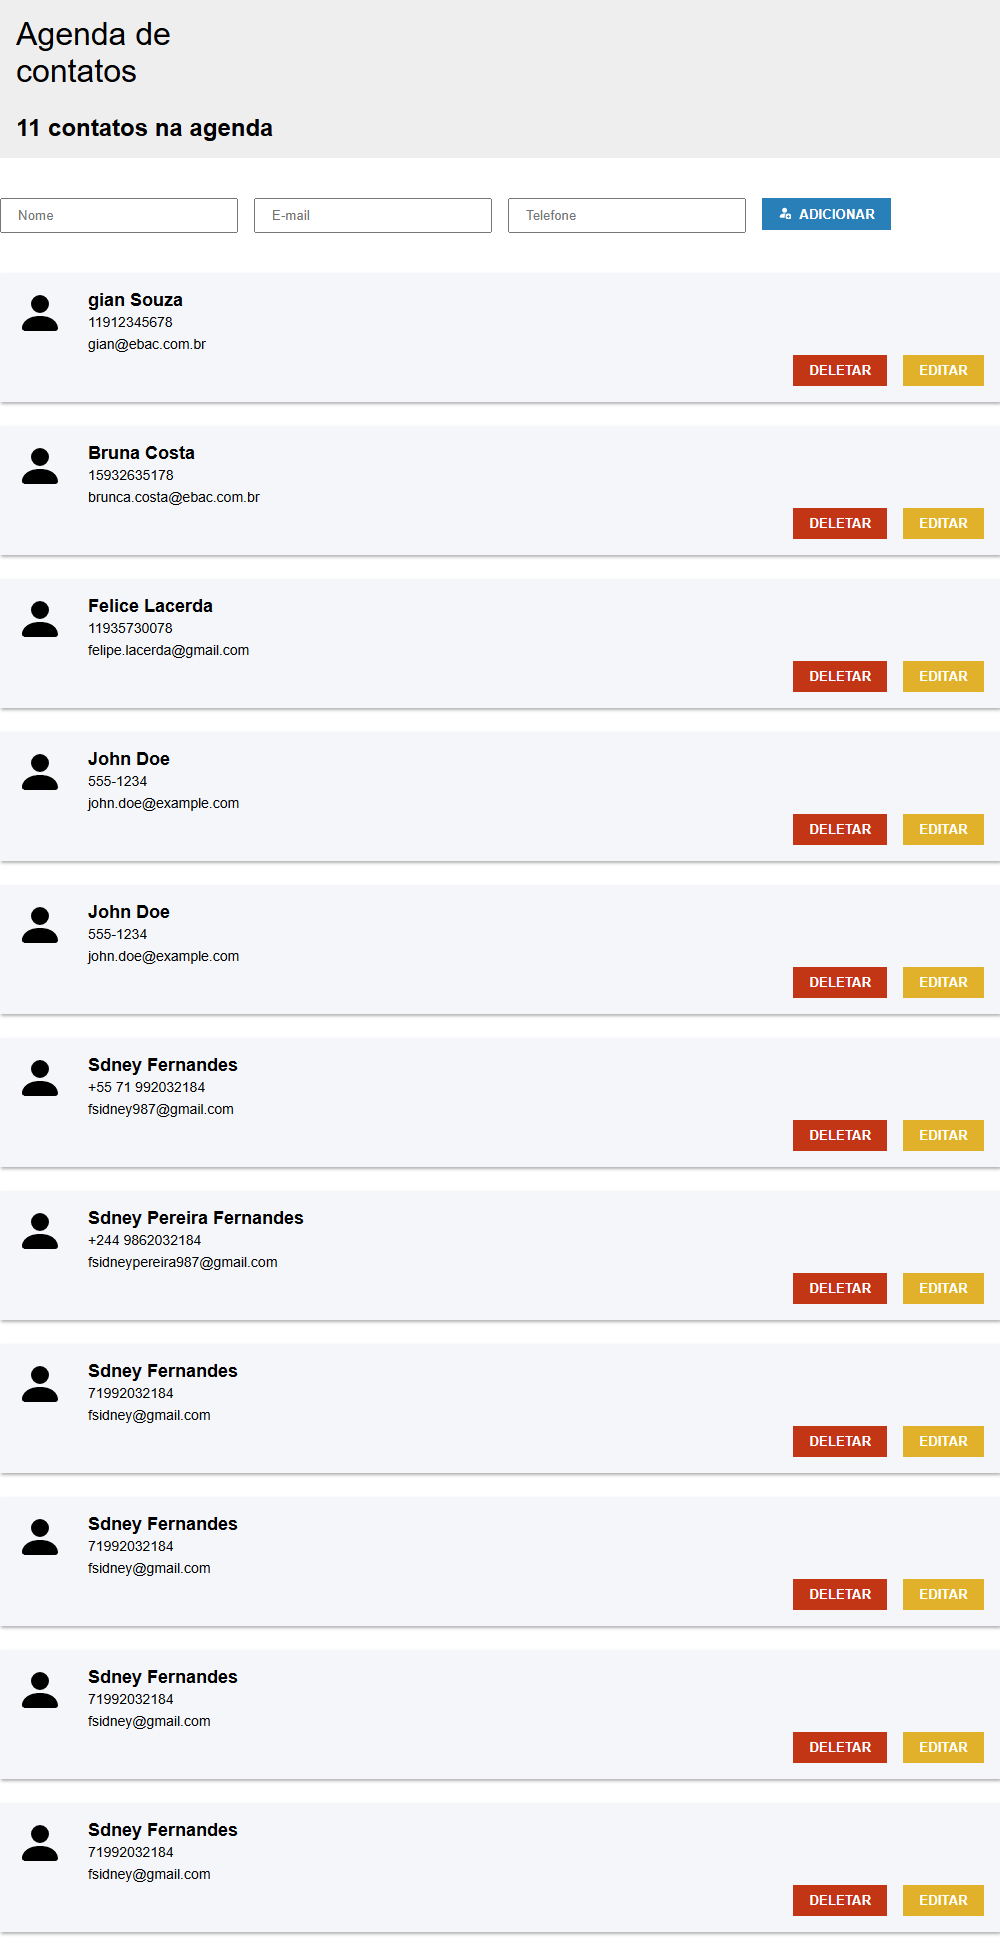 Agenda de
contatos
11 contatos na agenda
Nome E-mail Telefone ADICIONAR
gian Souza
11912345678
gian@ebac.com.br
DELETAR EDITAR
Bruna Costa
15932635178
brunca.costa@ebac.com.br
DELETAR EDITAR
Felice Lacerda
11935730078
felipe.lacerda@gmail.com
DELETAR EDITAR
John Doe
555-1234
john.doe@example.com
DELETAR EDITAR
John Doe
555-1234
john.doe@example.com
DELETAR EDITAR
Sdney Fernandes
+55 71 992032184
fsidney987@gmail.com
DELETAR EDITAR
Sdney Pereira Fernandes
+244 9862032184
fsidneypereira987@gmail.com
DELETAR EDITAR
Sdney Fernandes
71992032184
fsidney@gmail.com
DELETAR EDITAR
Sdney Fernandes
71992032184
fsidney@gmail.com
DELETAR EDITAR
Sdney Fernandes
71992032184
fsidney@gmail.com
DELETAR EDITAR
Sdney Fernandes
71992032184
fsidney@gmail.com
DELETAR EDITAR